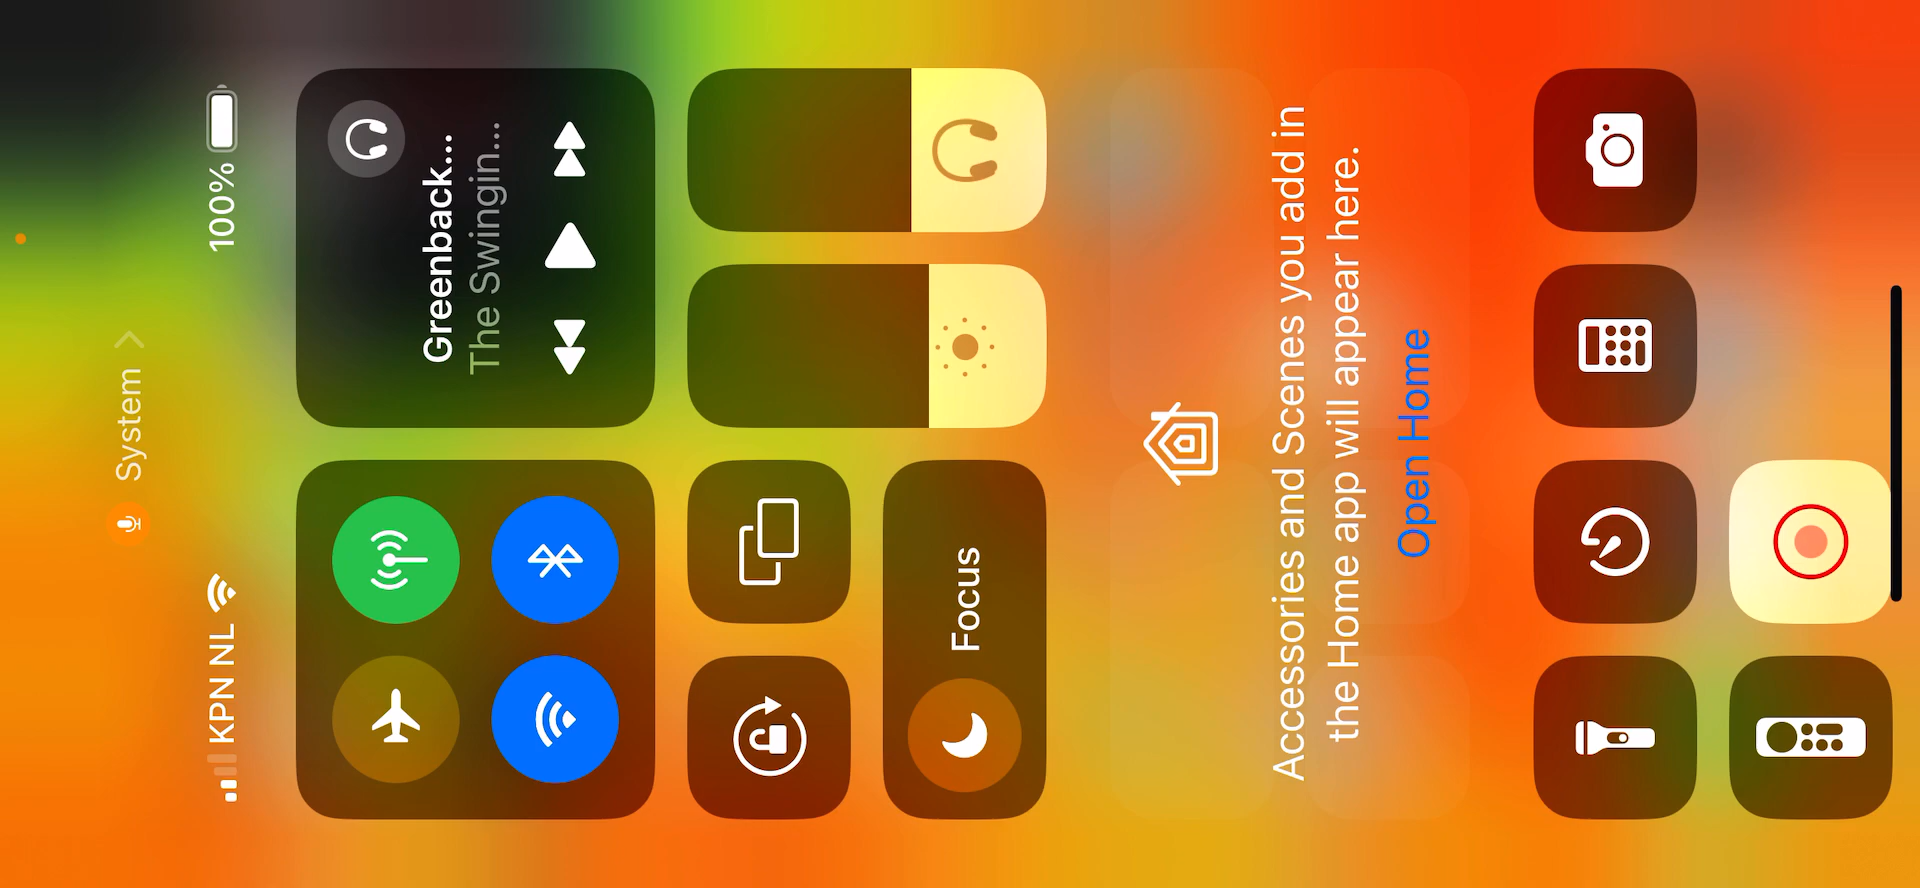 System
KPN NL
100%
Greenback...
The Swingin...
Focus
Accessories and Scenes you add in
the Home app will appear here.
Open Home